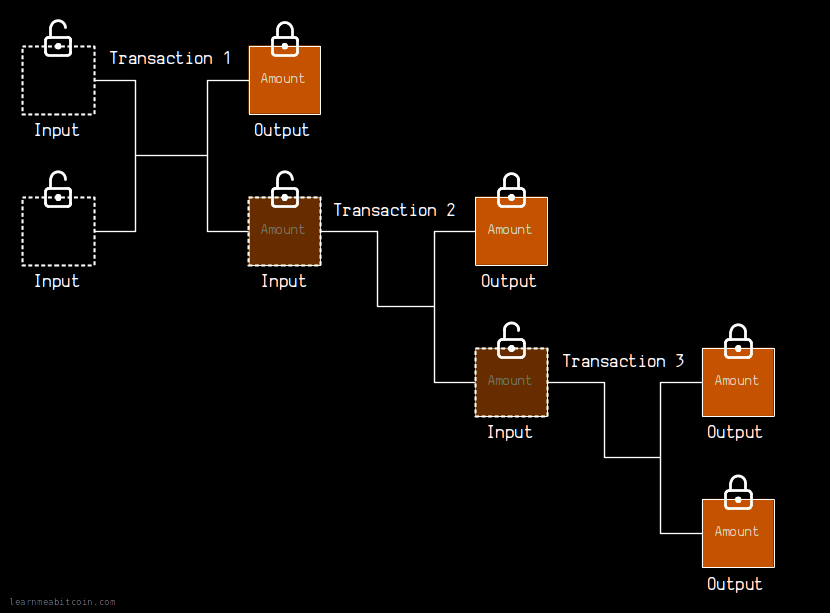 Transaction 1
Amount
Input
Output
Transaction 2
Amount
Amount
Input
Input
Output
Transaction 3
Amount
Amount
Input
Output
Amount
Output
learnmeabitcoin.com